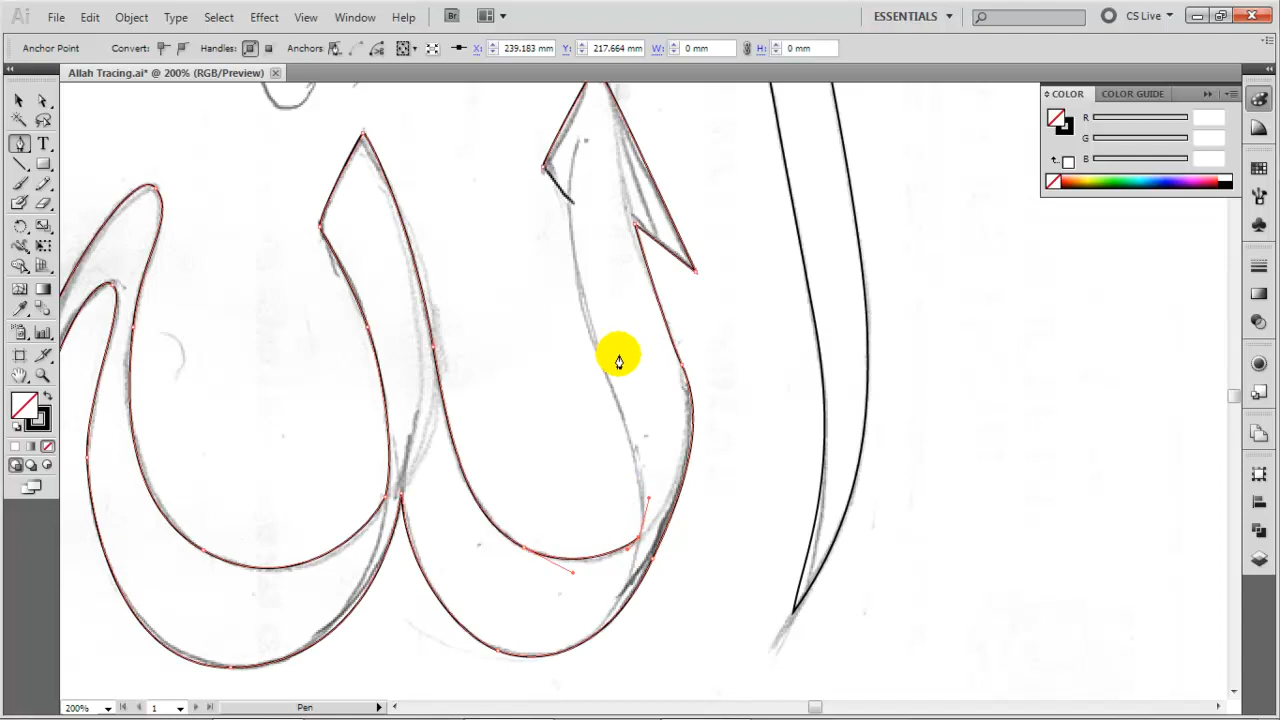 Ai File Edit Object Type Select Effect View Window Help Br ESSENTIALS CS Live
Anchor Point Convert: Handles: Anchors X: 239.183 mm Y: 217.664 mm W: 0 mm H: 0 mm
Allah Tracing.ai* @ 200% (RGB/Preview)
COLOR COLOR GUIDE
R
G
B
T
200% 1 Pen